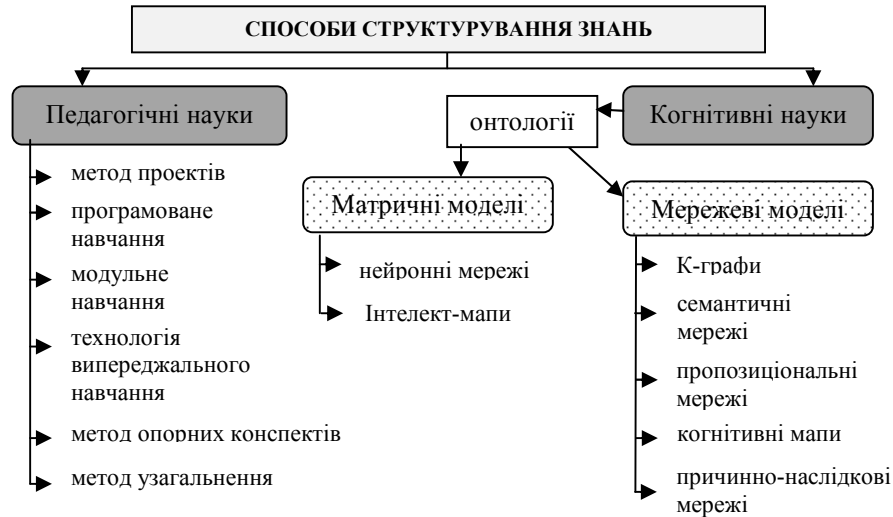 СПОСОБИ СТРУКТУРУВАННЯ ЗНАНЬ
Педагогічні науки
онтології
Когнітивні науки
метод проектів
програмоване
навчання
модульне
навчання
технологія
випереджального
навчання
метод опорних конспектів
метод узагальнення
Матричні моделі
нейронні мережі
Інтелект-мапи
Мережеві моделі
К-графи
семантичні
мережі
пропозиціональні
мережі
когнітивні мапи
причинно-наслідкові
мережі